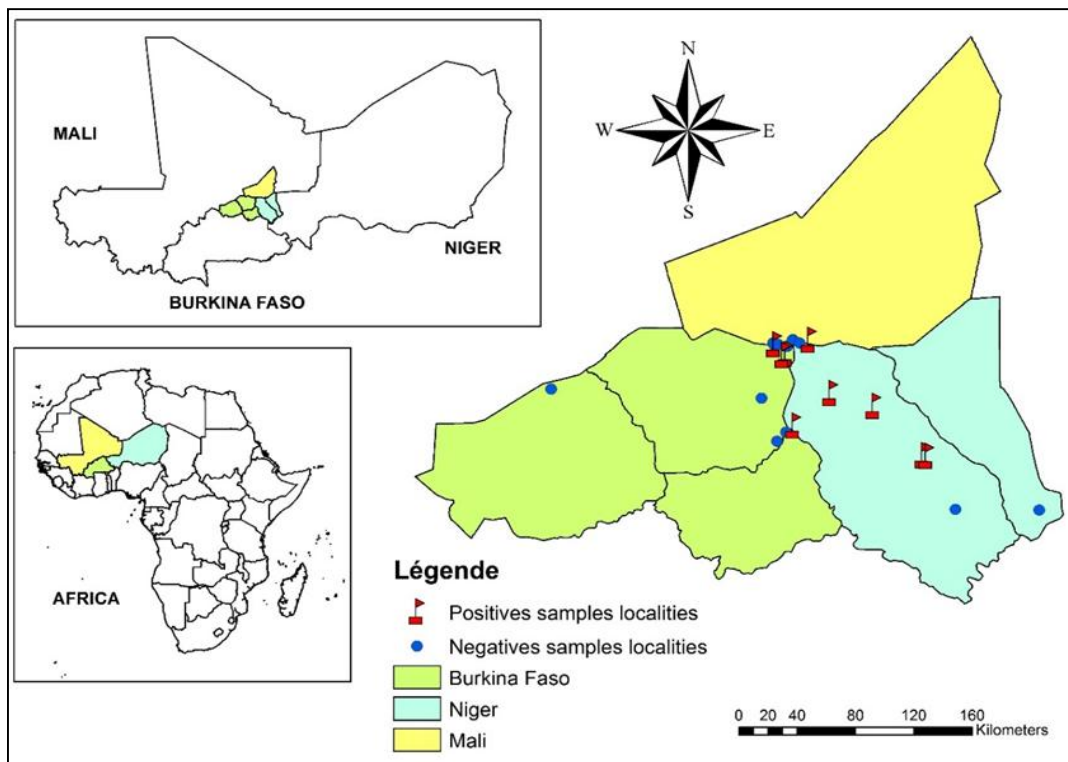 MALI
NIGER
BURKINA FASO
AFRICA
N
W
E
S
Légende
Positives samples localities
Negatives samples localities
Burkina Faso
Niger
Mali
0 20 40 80 120 160
Kilometers